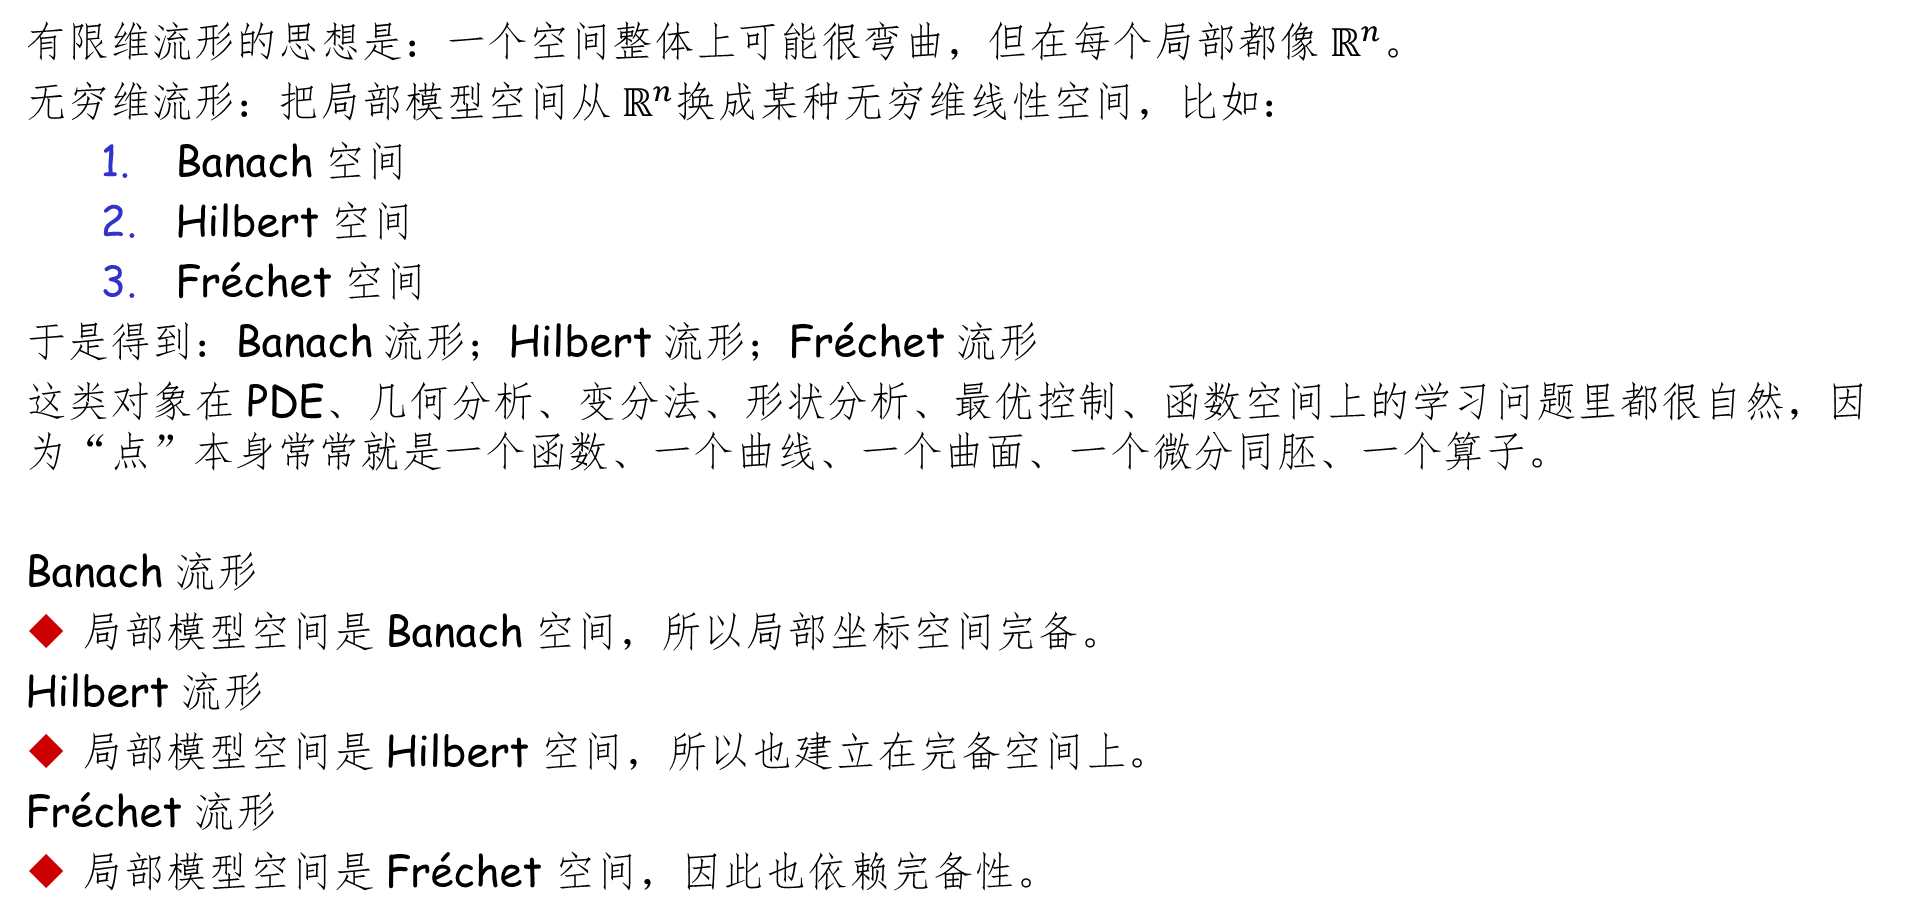 有限维流形的思想是：一个空间整体上可能很弯曲，但在每个局部都像 ℝⁿ。
无穷维流形：把局部模型空间从 ℝⁿ换成某种无穷维线性空间，比如：
1. Banach 空间
2. Hilbert 空间
3. Fréchet 空间
于是得到：Banach 流形；Hilbert 流形；Fréchet 流形
这类对象在 PDE、几何分析、变分法、形状分析、最优控制、函数空间上的学习问题里都很自然，因
为“点”本身常常就是一个函数、一个曲线、一个曲面、一个微分同胚、一个算子。
Banach 流形
◆ 局部模型空间是 Banach 空间，所以局部坐标空间完备。
Hilbert 流形
◆ 局部模型空间是 Hilbert 空间，所以也建立在完备空间上。
Fréchet 流形
◆ 局部模型空间是 Fréchet 空间，因此也依赖完备性。